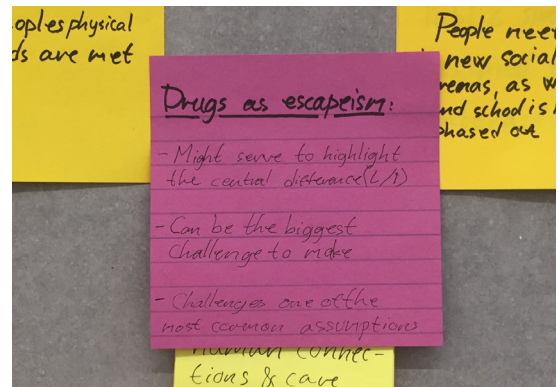 oples physical
ds are met
People nee
new social
renas, as w
nd school is
phased out
Drugs as escapeism:
- Might serve to highlight
the central difference (L/1)
- Can be the biggest
challenge to make
- Challenges one of the
most common assumptions
human connec-
tions & care